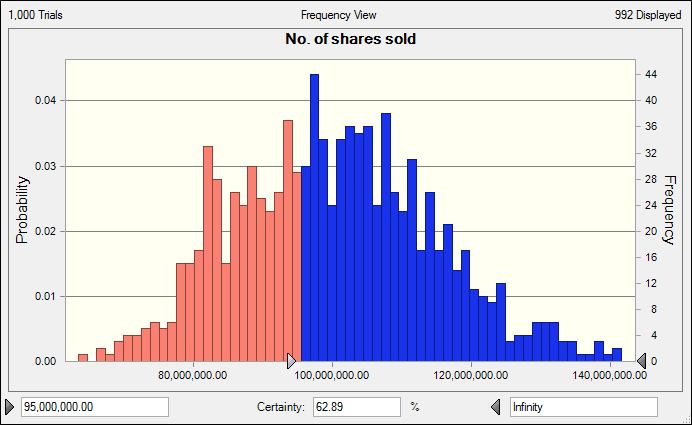 1,000 Trials Frequency View 992 Displayed
No. of shares sold
Probability
0.04
0.03
0.02
0.01
0.00
44
40
36
32
28
24
20
16
12
8
4
0
Frequency
80,000,000.00 100,000,000.00 120,000,000.00 140,000,000.00
95,000,000.00 Certainty: 62.89 % Infinity